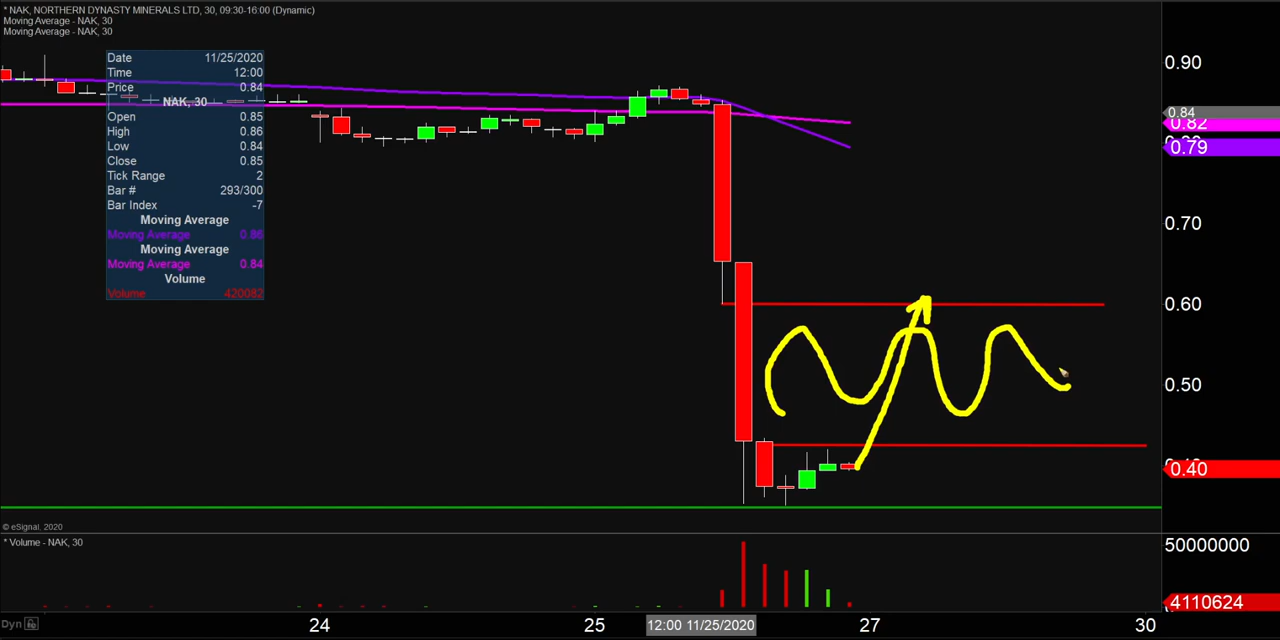 * NAK, NORTHERN DYNASTY MINERALS LTD, 30, 09:30-16:00 (Dynamic)
Moving Average - NAK, 30
Moving Average - NAK, 30
Date 11/25/2020
Time 12:00
Price 0.84
NAK, 30
Open 0.85
High 0.86
Low 0.84
Close 0.85
Tick Range 2
Bar # 293/300
Bar Index -7
Moving Average
Moving Average 0.86
Moving Average
Moving Average 0.84
Volume
Volume 420082
0.90
0.84
0.82
0.79
0.70
0.60
0.50
0.40
© eSignal, 2020
* Volume - NAK, 30
50000000
4110624
Dyn
24 25 12:00 11/25/2020 27 30